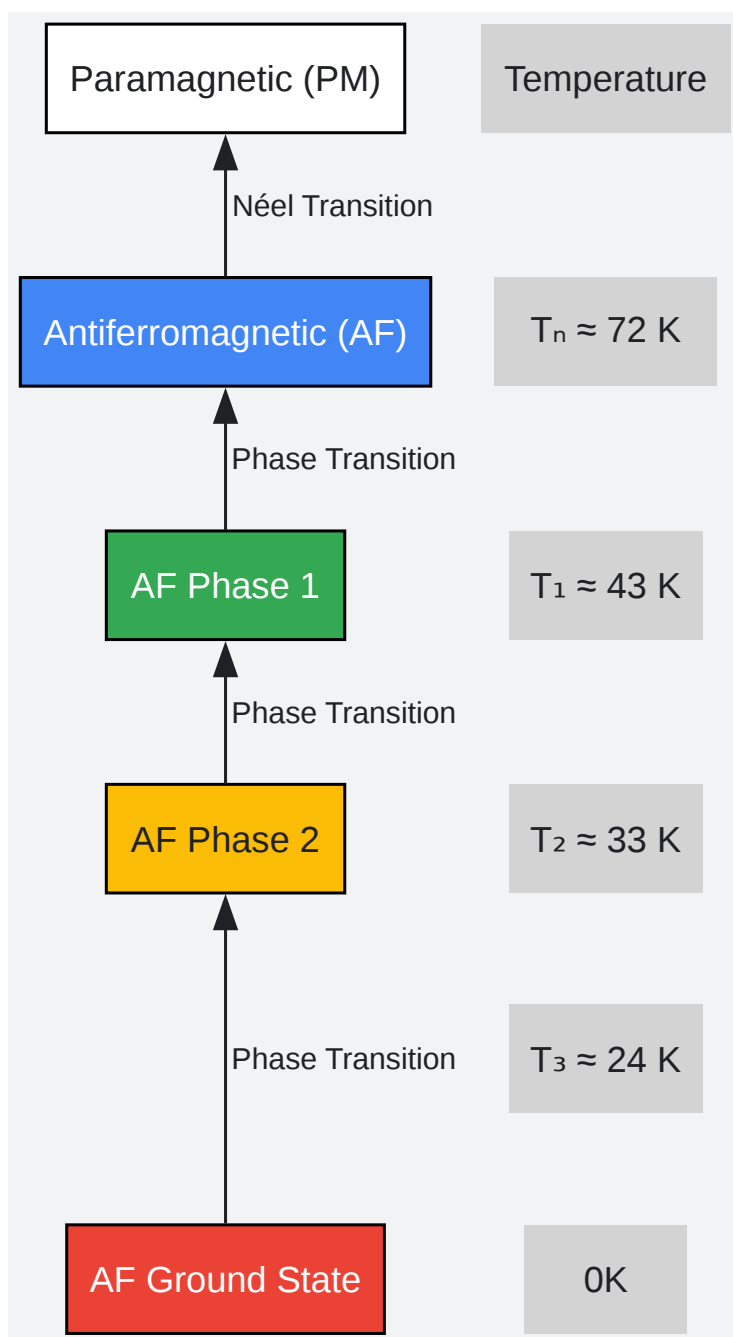 Paramagnetic (PM)
Temperature
Néel Transition
Antiferromagnetic (AF)
Tₙ ≈ 72 K
Phase Transition
AF Phase 1
T₁ ≈ 43 K
Phase Transition
AF Phase 2
T₂ ≈ 33 K
Phase Transition
T₃ ≈ 24 K
AF Ground State
0K